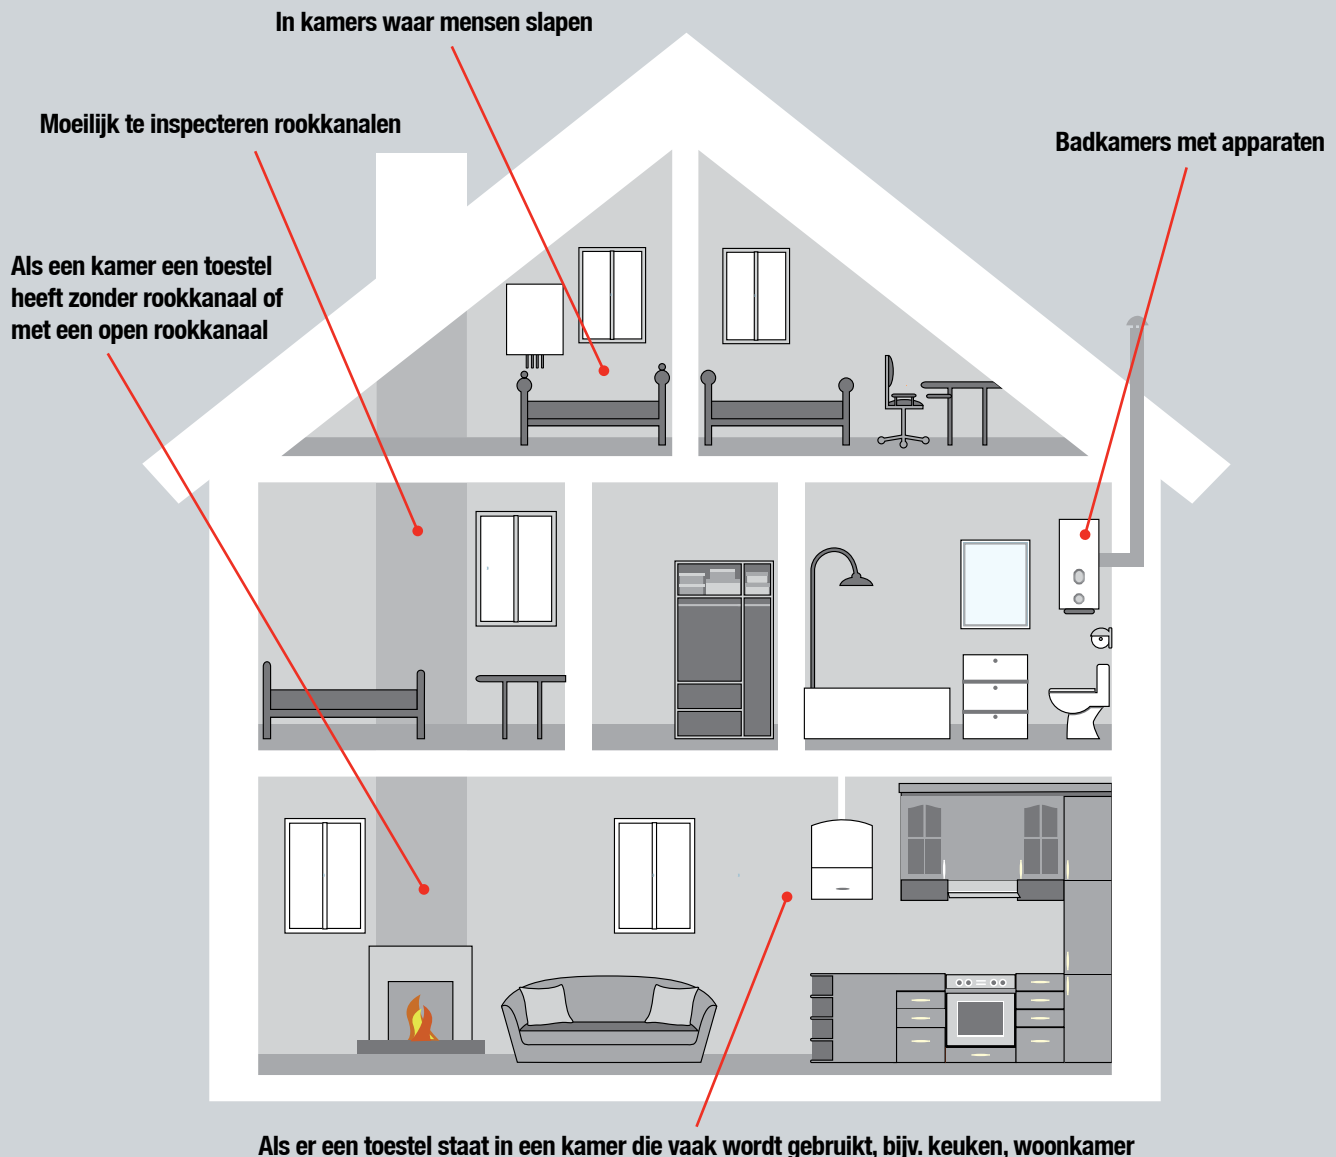 In kamers waar mensen slapen
Moeilijk te inspecteren rookkanalen
Badkamers met apparaten
Als een kamer een toestel
heeft zonder rookkanaal of
met een open rookkanaal
Als er een toestel staat in een kamer die vaak wordt gebruikt, bijv. keuken, woonkamer